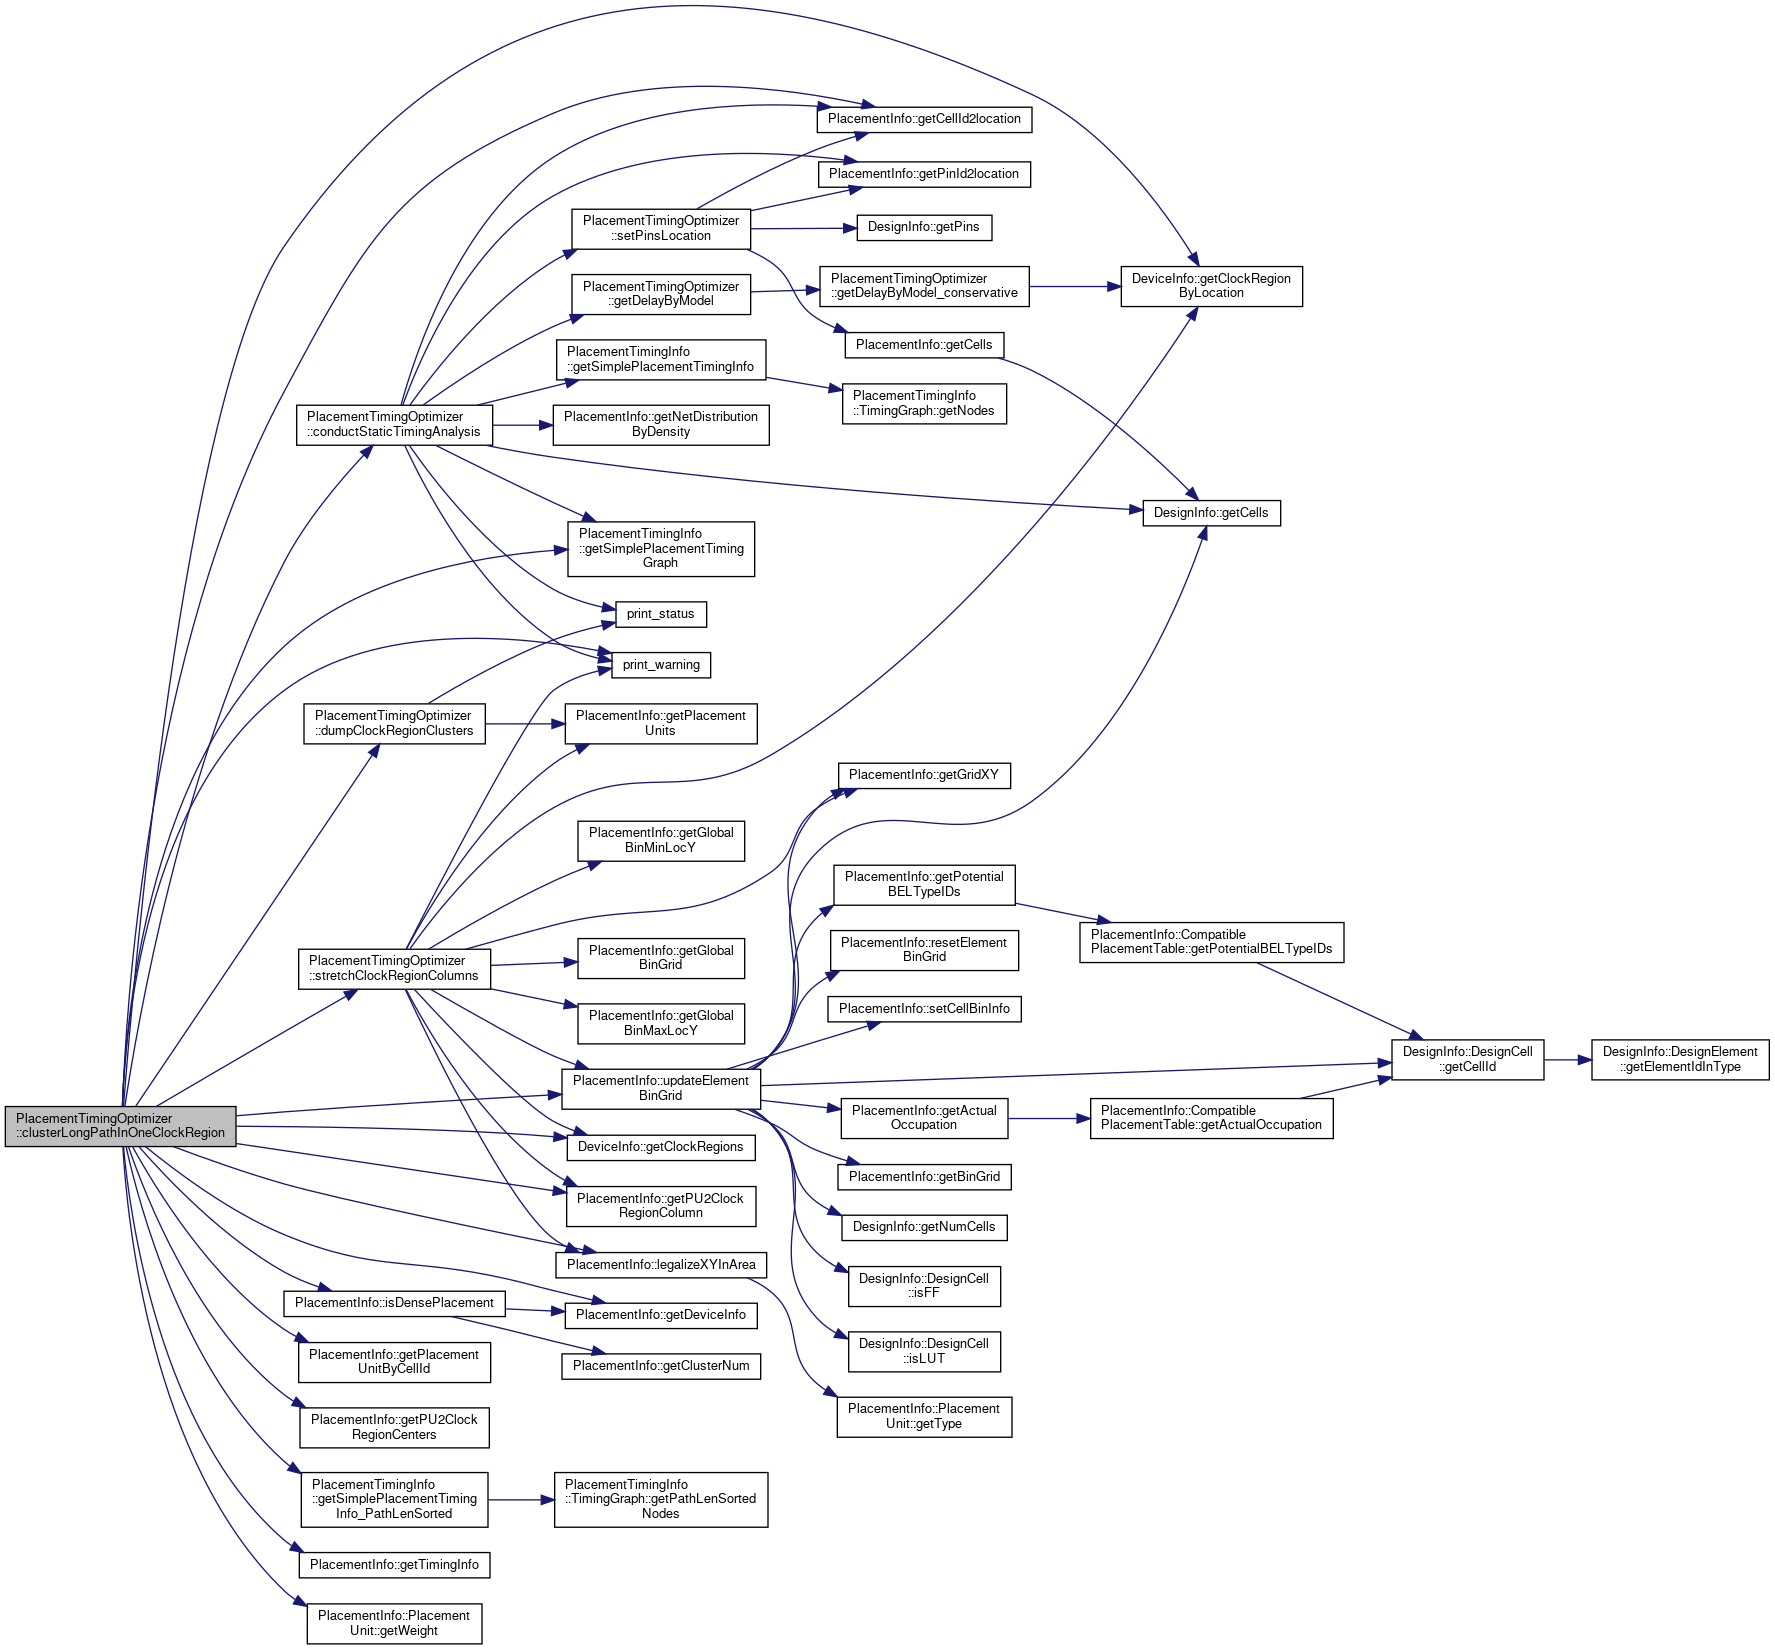 PlacementTimingOptimizer
::clusterLongPathInOneClockRegion
PlacementTimingOptimizer
::conductStaticTimingAnalysis
PlacementTimingOptimizer
::dumpClockRegionClusters
PlacementTimingOptimizer
::stretchClockRegionColumns
PlacementInfo::isDensePlacement
PlacementInfo::getPlacement
UnitByCellId
PlacementInfo::getPU2Clock
RegionCenters
PlacementTimingInfo
::getSimplePlacementTiming
Info_PathLenSorted
PlacementInfo::getTimingInfo
PlacementInfo::Placement
Unit::getWeight
PlacementTimingOptimizer
::setPinsLocation
PlacementTimingOptimizer
::getDelayByModel
PlacementTimingInfo
::getSimplePlacementTimingInfo
PlacementInfo::getNetDistribution
ByDensity
PlacementTimingInfo
::getSimplePlacementTiming
Graph
print_status
print_warning
PlacementInfo::getPlacement
Units
PlacementInfo::getGlobal
BinMinLocY
PlacementInfo::getGlobal
BinGrid
PlacementInfo::getGlobal
BinMaxLocY
PlacementInfo::updateElement
BinGrid
DeviceInfo::getClockRegions
PlacementInfo::getPU2Clock
RegionColumn
PlacementInfo::legalizeXYInArea
PlacementInfo::getDeviceInfo
PlacementInfo::getClusterNum
PlacementTimingInfo
::TimingGraph::getPathLenSorted
Nodes
PlacementInfo::getCellId2location
PlacementInfo::getPinId2location
DesignInfo::getPins
PlacementTimingOptimizer
::getDelayByModel_conservative
PlacementInfo::getCells
PlacementTimingInfo
::TimingGraph::getNodes
PlacementInfo::getGridXY
PlacementInfo::getPotential
BELTypeIDs
PlacementInfo::resetElement
BinGrid
PlacementInfo::setCellBinInfo
PlacementInfo::getActual
Occupation
PlacementInfo::getBinGrid
DesignInfo::getNumCells
DesignInfo::DesignCell
::isFF
DesignInfo::DesignCell
::isLUT
PlacementInfo::Placement
Unit::getType
DeviceInfo::getClockRegion
ByLocation
DesignInfo::getCells
PlacementInfo::Compatible
PlacementTable::getPotentialBELTypeIDs
PlacementInfo::Compatible
PlacementTable::getActualOccupation
DesignInfo::DesignCell
::getCellId
DesignInfo::DesignElement
::getElementIdInType